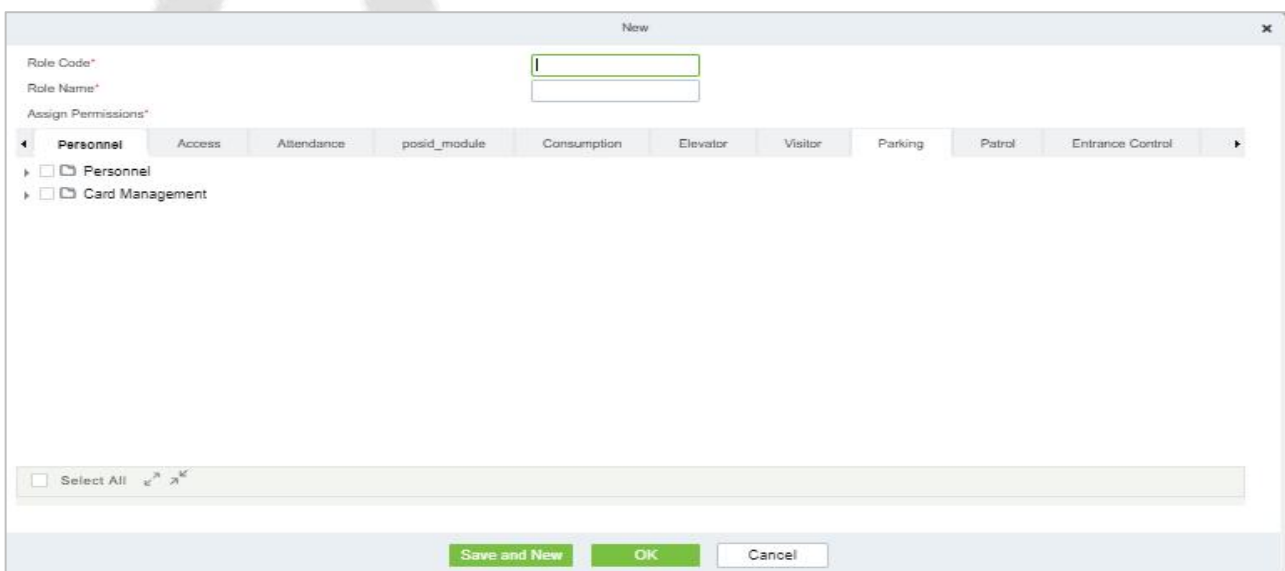 New
Role Code*
Role Name*
Assign Permissions*
Personnel Access Attendance posid_module Consumption Elevator Visitor Parking Patrol Entrance Control
Personnel
Card Management
Select All
Save and New OK Cancel